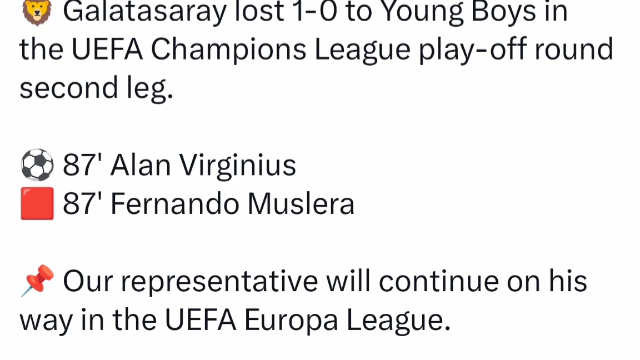 🦁 Galatasaray lost 1-0 to Young Boys in
the UEFA Champions League play-off round
second leg.
⚽ 87' Alan Virginius
🟥 87' Fernando Muslera
📌 Our representative will continue on his
way in the UEFA Europa League.